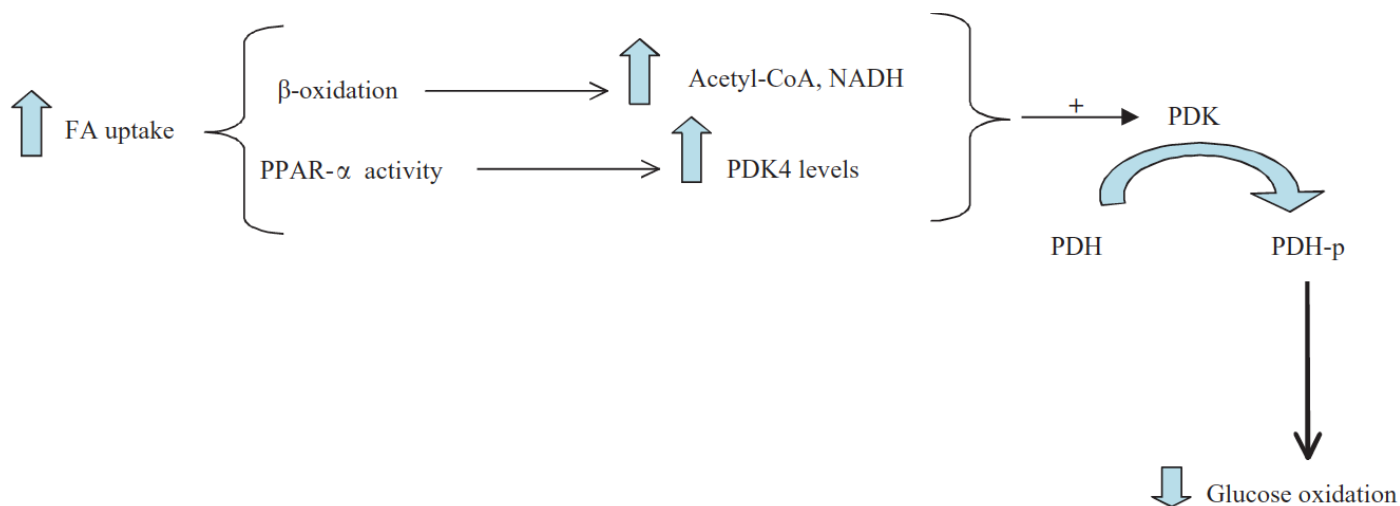 β-oxidation
Acetyl-CoA, NADH
FA uptake
+
PDK
PPAR-α activity
PDK4 levels
PDH
PDH-p
Glucose oxidation